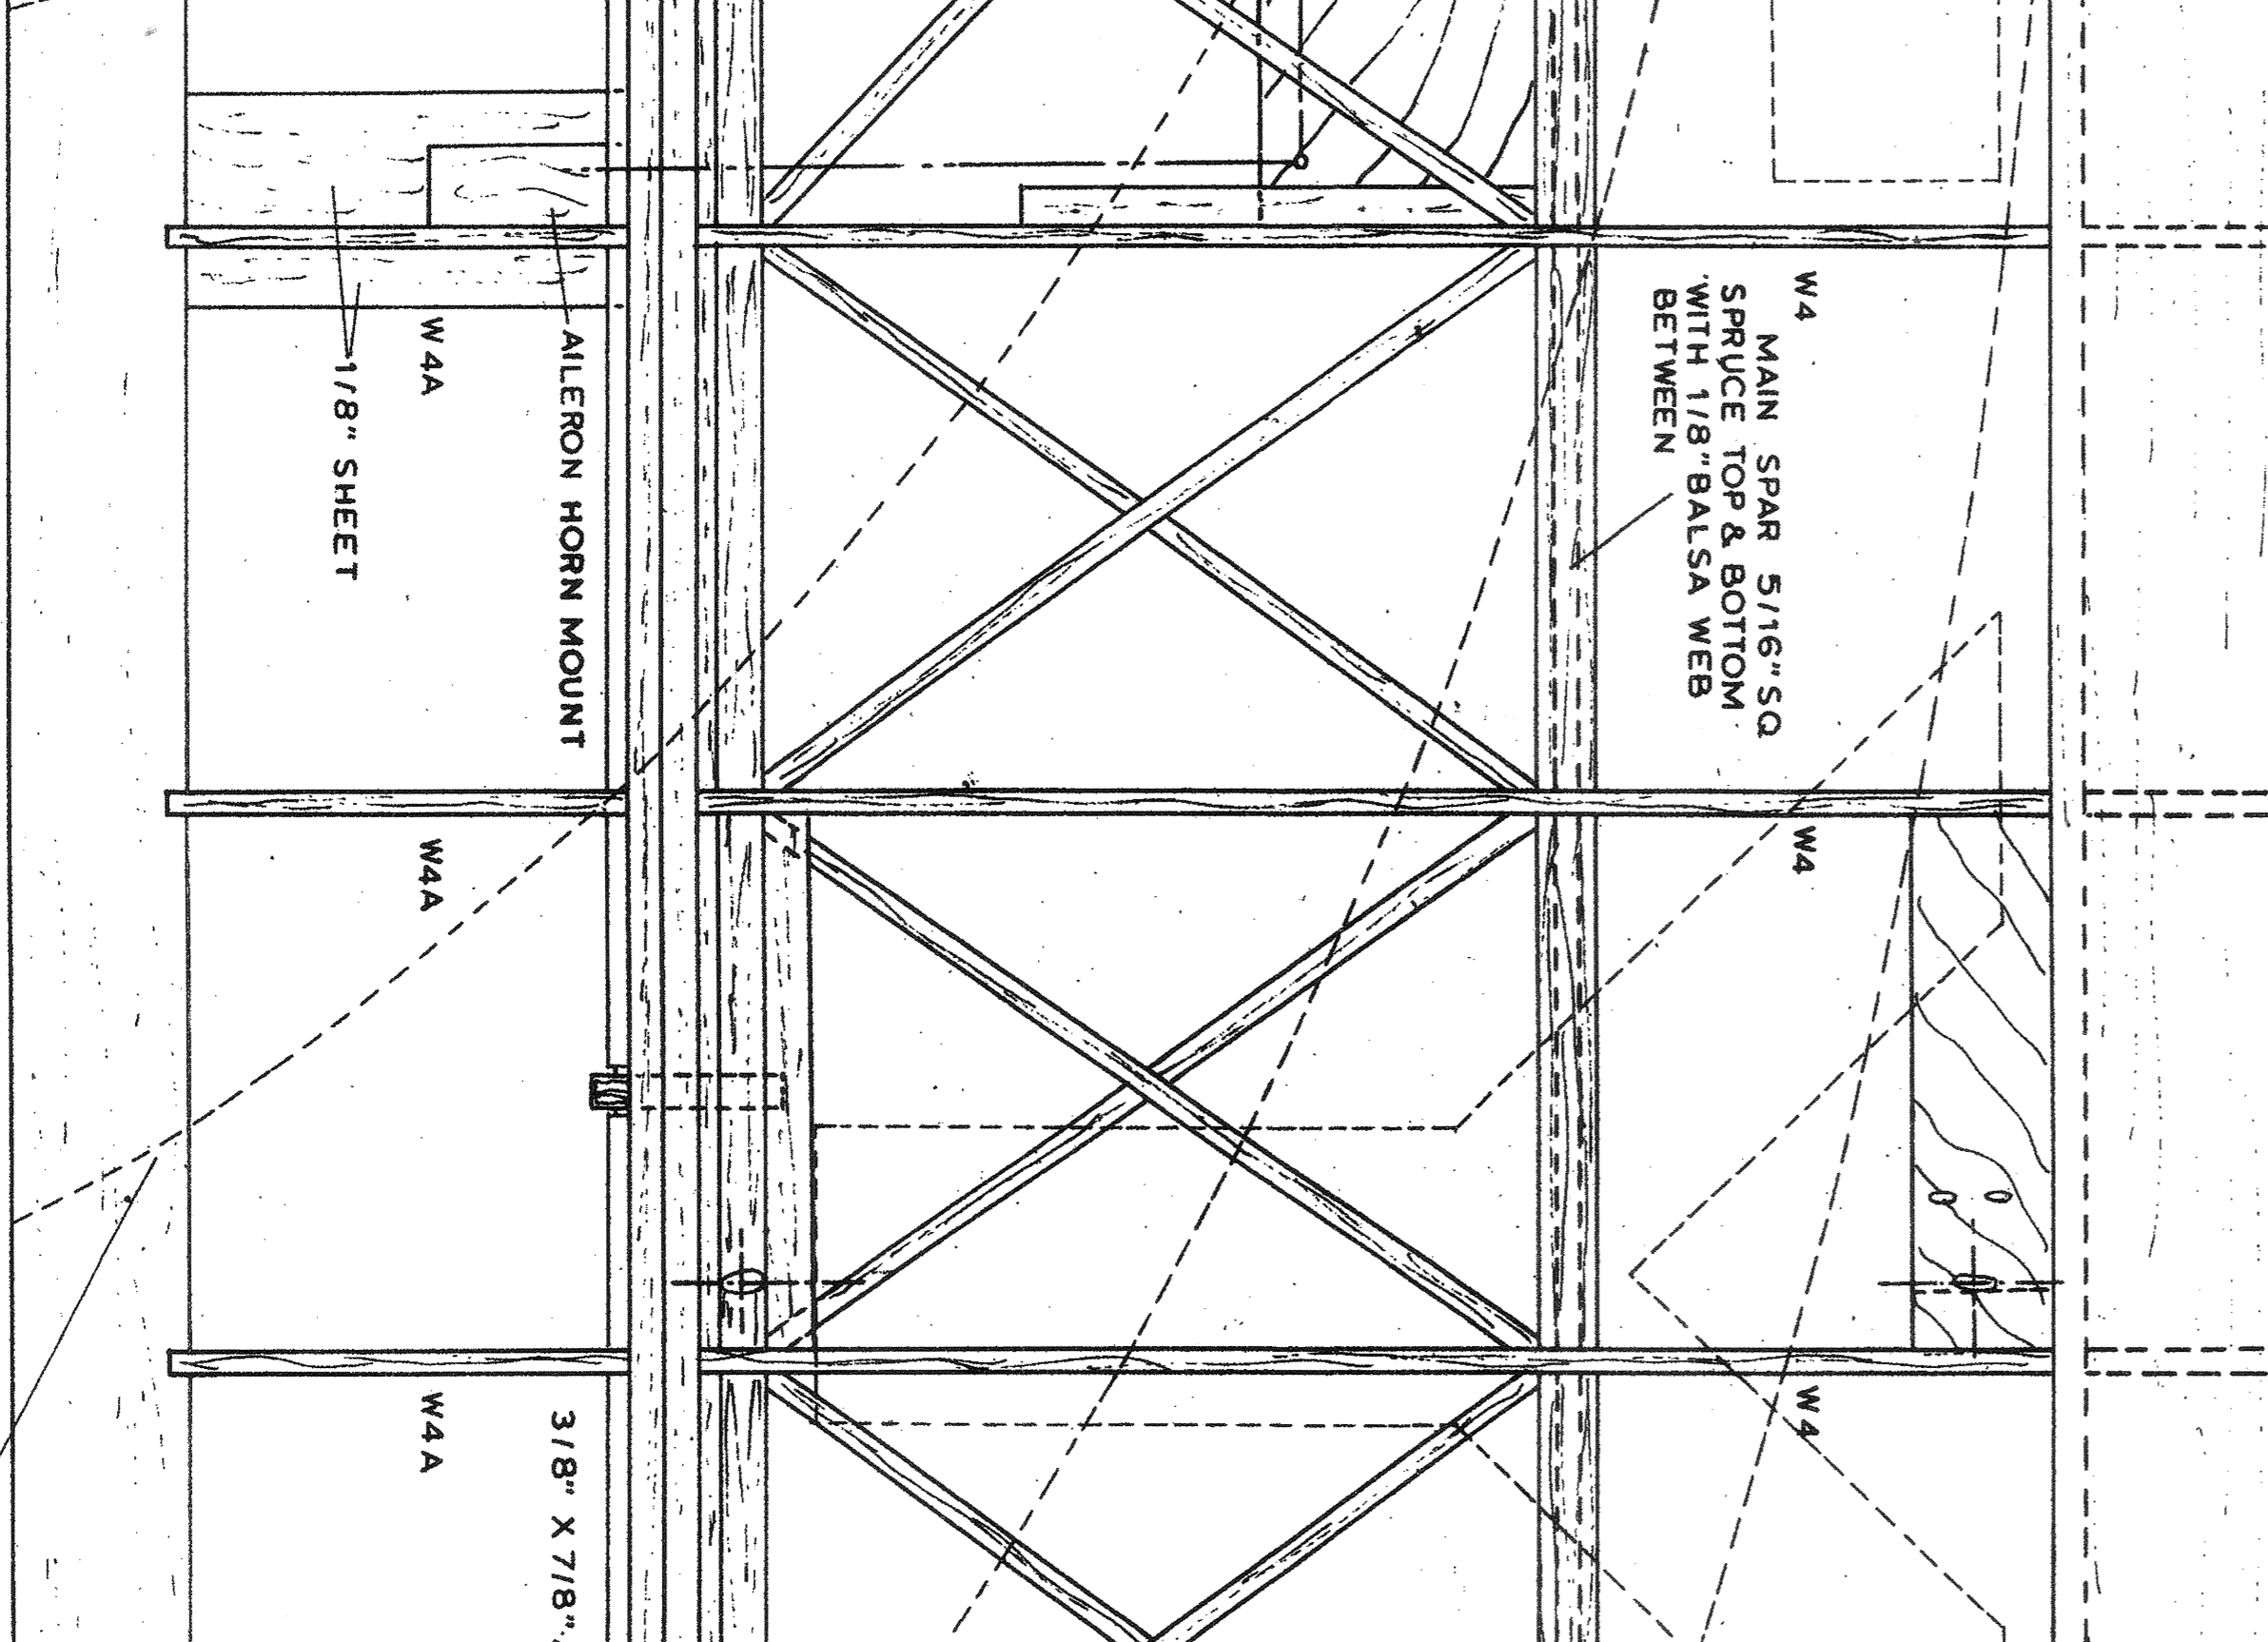 W4
MAIN SPAR 5/16" SQ
SPRUCE TOP & BOTTOM
WITH 1/8" BALSA WEB
BETWEEN
W4
W4
AILERON HORN MOUNT
3/8" X 7/8"
W4A
W4A
W4A
1/8" SHEET